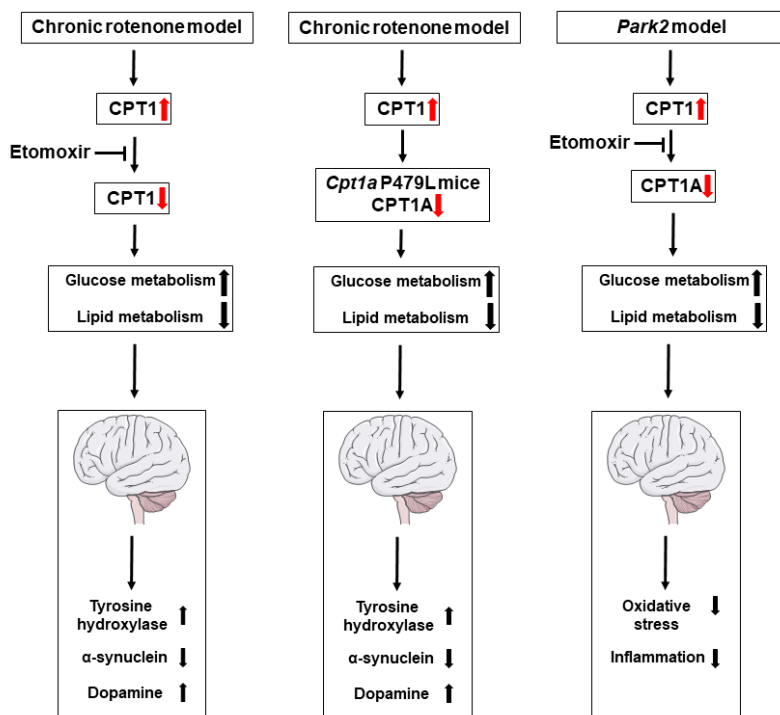 Chronic rotenone model
CPT1
Etomoxir
CPT1
Glucose metabolism
Lipid metabolism
Tyrosine
hydroxylase
α-synuclein
Dopamine
Chronic rotenone model
CPT1
Cpt1a P479L mice
CPT1A
Glucose metabolism
Lipid metabolism
Tyrosine
hydroxylase
α-synuclein
Dopamine
Park2 model
CPT1
Etomoxir
CPT1A
Glucose metabolism
Lipid metabolism
Oxidative
stress
Inflammation